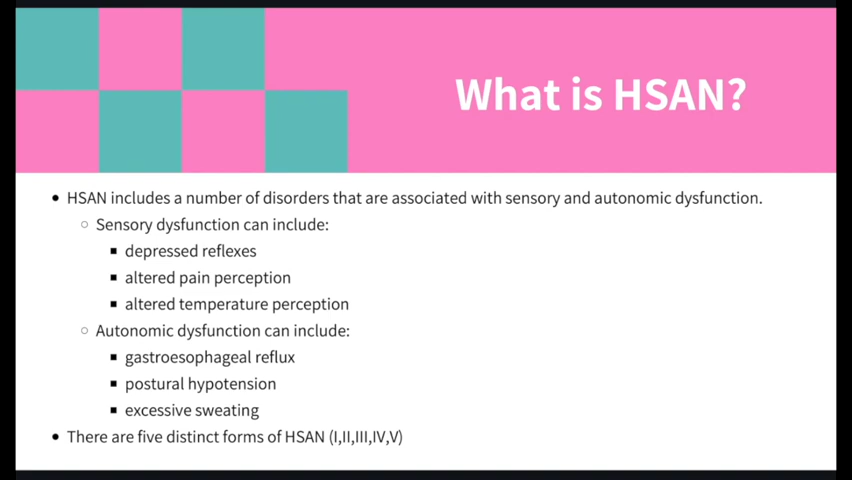 What is HSAN?
• HSAN includes a number of disorders that are associated with sensory and autonomic dysfunction.
○ Sensory dysfunction can include:
■ depressed reflexes
■ altered pain perception
■ altered temperature perception
○ Autonomic dysfunction can include:
■ gastroesophageal reflux
■ postural hypotension
■ excessive sweating
• There are five distinct forms of HSAN (I,II,III,IV,V)